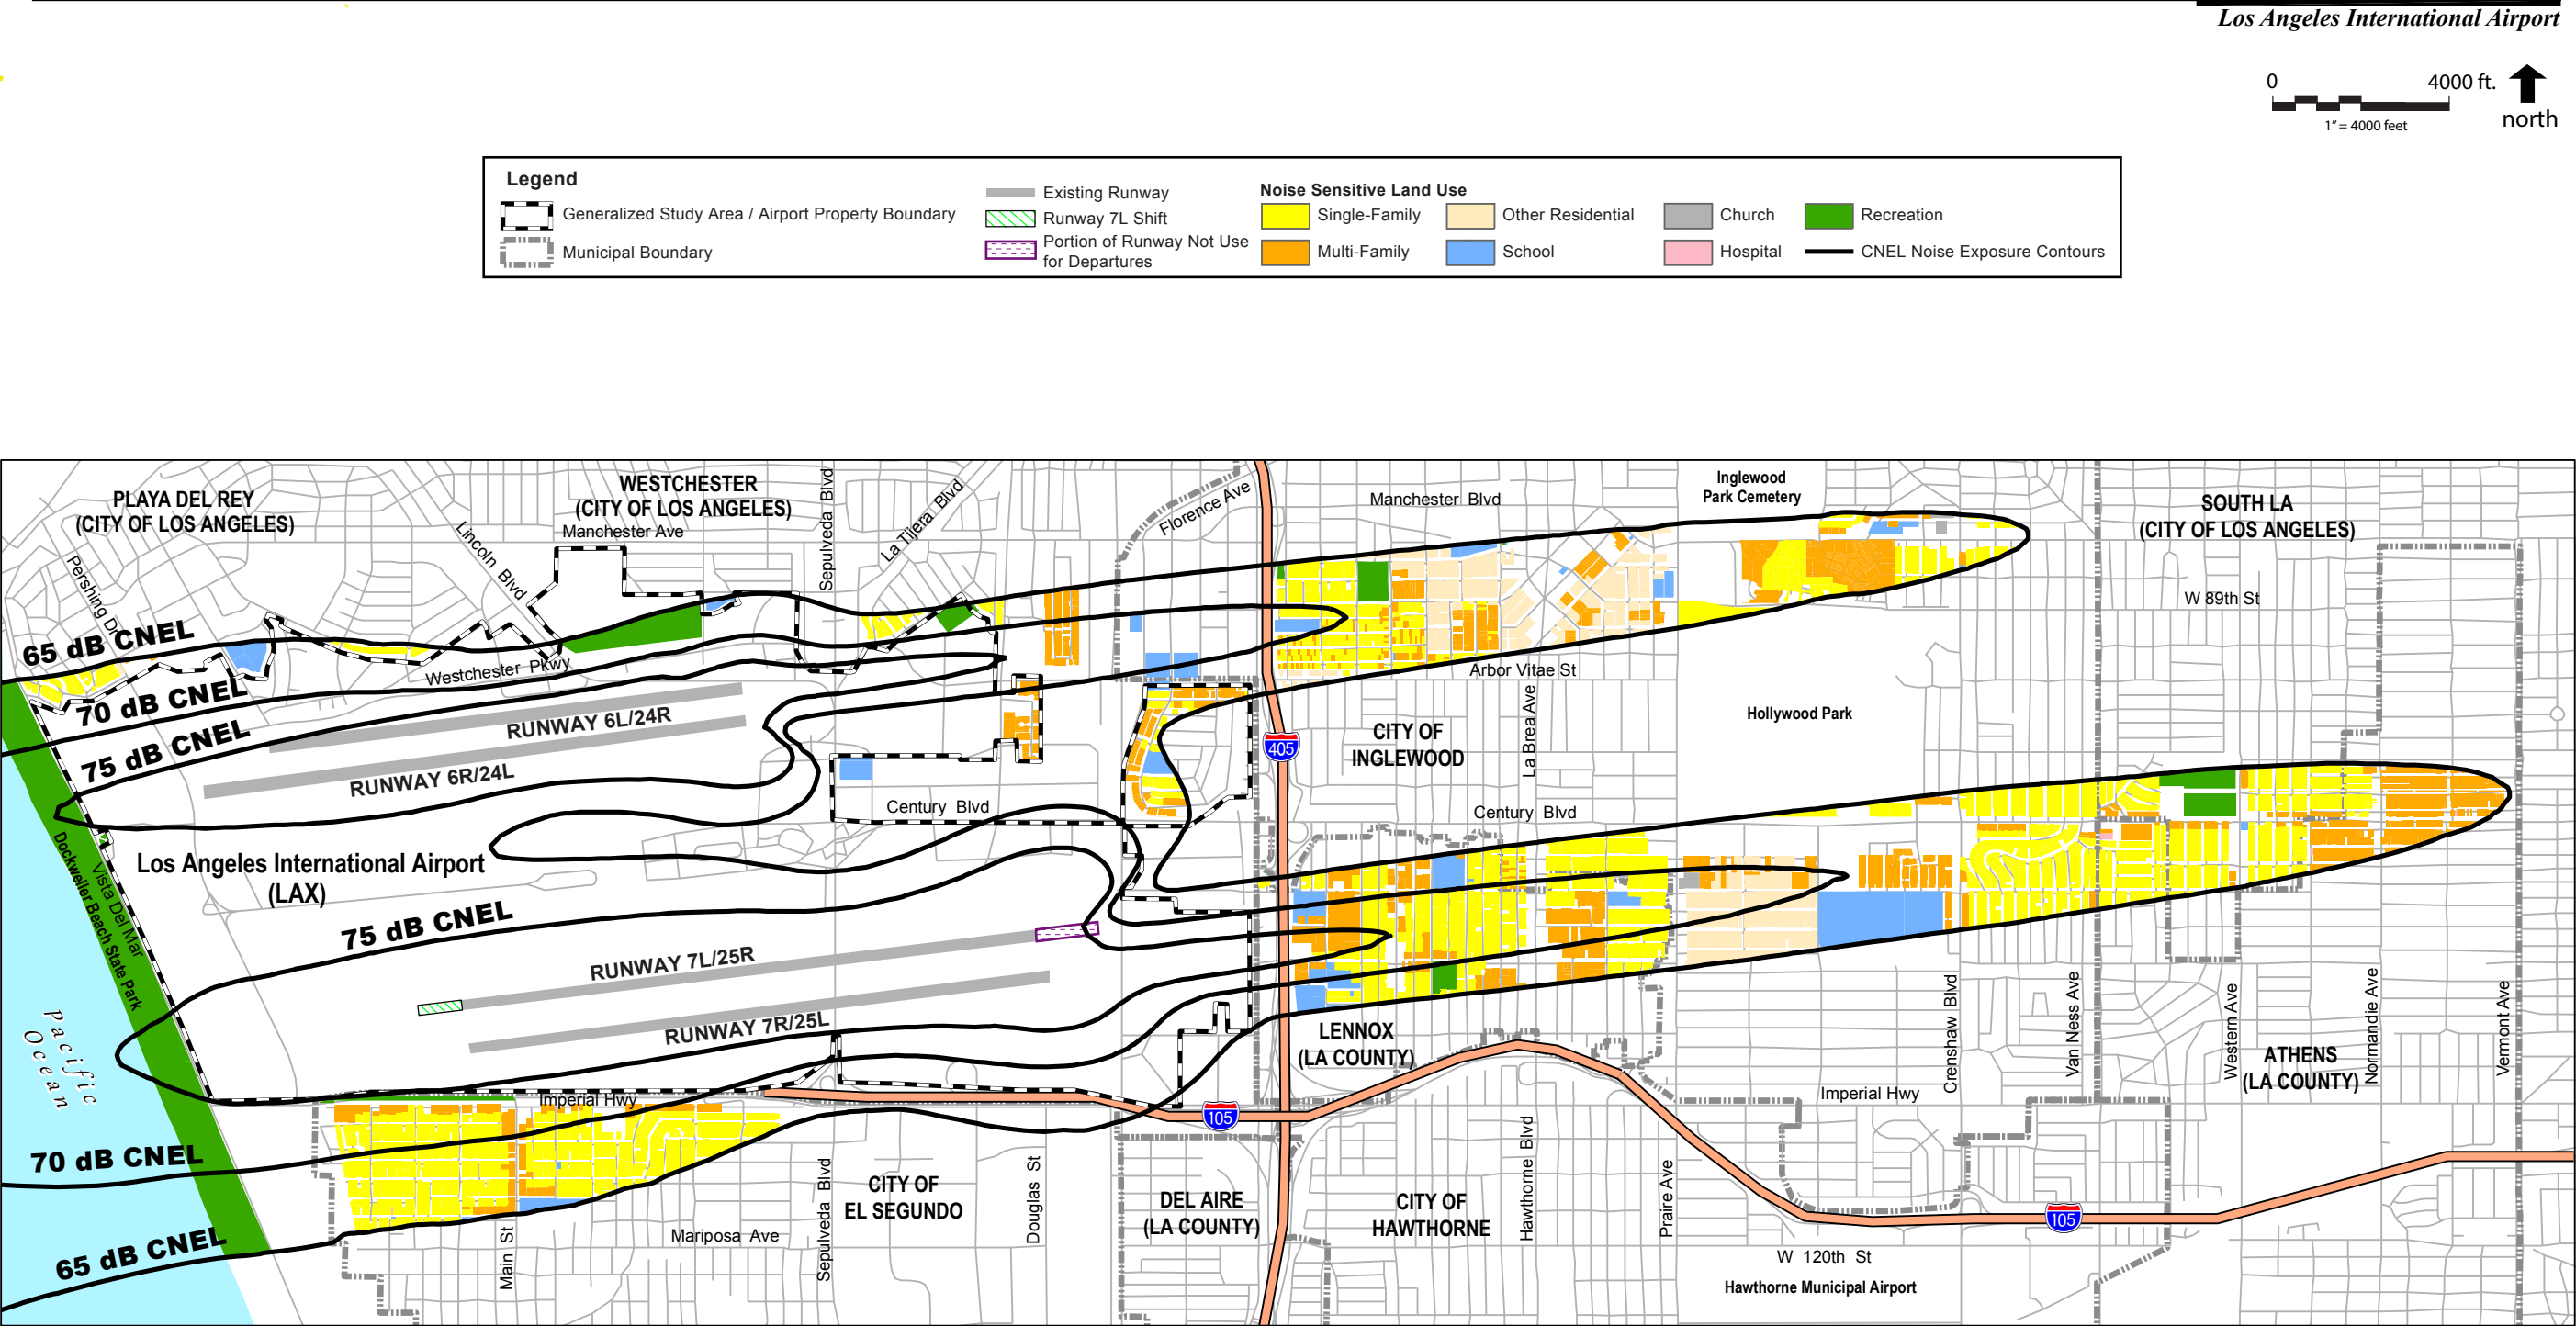 Los Angeles International Airport
0 4000 ft.
1" = 4000 feet
north
Legend
Generalized Study Area / Airport Property Boundary
Municipal Boundary
Existing Runway
Runway 7L Shift
Portion of Runway Not Use
for Departures
Noise Sensitive Land Use
Single-Family
Multi-Family
Other Residential
School
Church
Hospital
Recreation
CNEL Noise Exposure Contours
PLAYA DEL REY
(CITY OF LOS ANGELES)
WESTCHESTER
(CITY OF LOS ANGELES)
Manchester Ave
Sepulveda Blvd
La Tijera Blvd
Florence Ave
Manchester Blvd
Inglewood
Park Cemetery
SOUTH LA
(CITY OF LOS ANGELES)
Pershing Dr
Lincoln Blvd
W 89th St
65 dB CNEL
Westchester Pkwy
70 dB CNEL
75 dB CNEL
RUNWAY 6L/24R
RUNWAY 6R/24L
Arbor Vitae St
La Brea Ave
Hollywood Park
CITY OF
INGLEWOOD
405
Century Blvd
Century Blvd
Los Angeles International Airport
(LAX)
Vista Del Mar
Dockweiler Beach State Park
75 dB CNEL
RUNWAY 7L/25R
RUNWAY 7R/25L
Pacific
Ocean
LENNOX
(LA COUNTY)
Crenshaw Blvd
Van Ness Ave
Western Ave
Normandie Ave
Vermont Ave
ATHENS
(LA COUNTY)
Imperial Hwy
Imperial Hwy
105
70 dB CNEL
65 dB CNEL
Main St
Mariposa Ave
Sepulveda Blvd
CITY OF
EL SEGUNDO
Douglas St
DEL AIRE
(LA COUNTY)
CITY OF
HAWTHORNE
Hawthorne Blvd
Prairie Ave
105
W 120th St
Hawthorne Municipal Airport